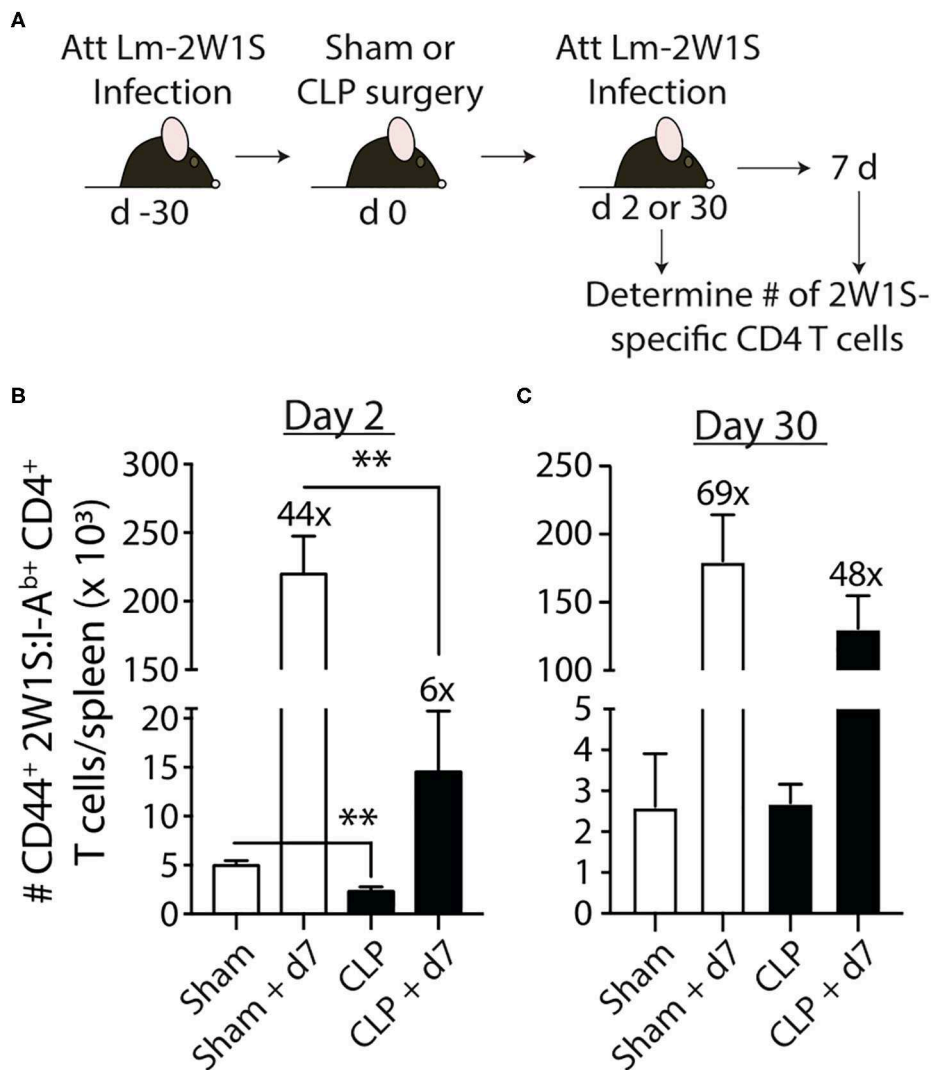 A
Att Lm-2W1S
Infection
d -30
Sham or
CLP surgery
d 0
Att Lm-2W1S
Infection
d 2 or 30
7 d
Determine # of 2W1S-
specific CD4 T cells
B
Day 2
# CD44⁺ 2W1S:I-Aᵇ⁺ CD4⁺
T cells/spleen (x 10³)
300
250
200
150
20
15
10
5
0
**
44x
6x
**
Sham
Sham + d7
CLP
CLP + d7
C
Day 30
250
200
150
100
5
4
3
2
1
0
69x
48x
Sham
Sham + d7
CLP
CLP + d7